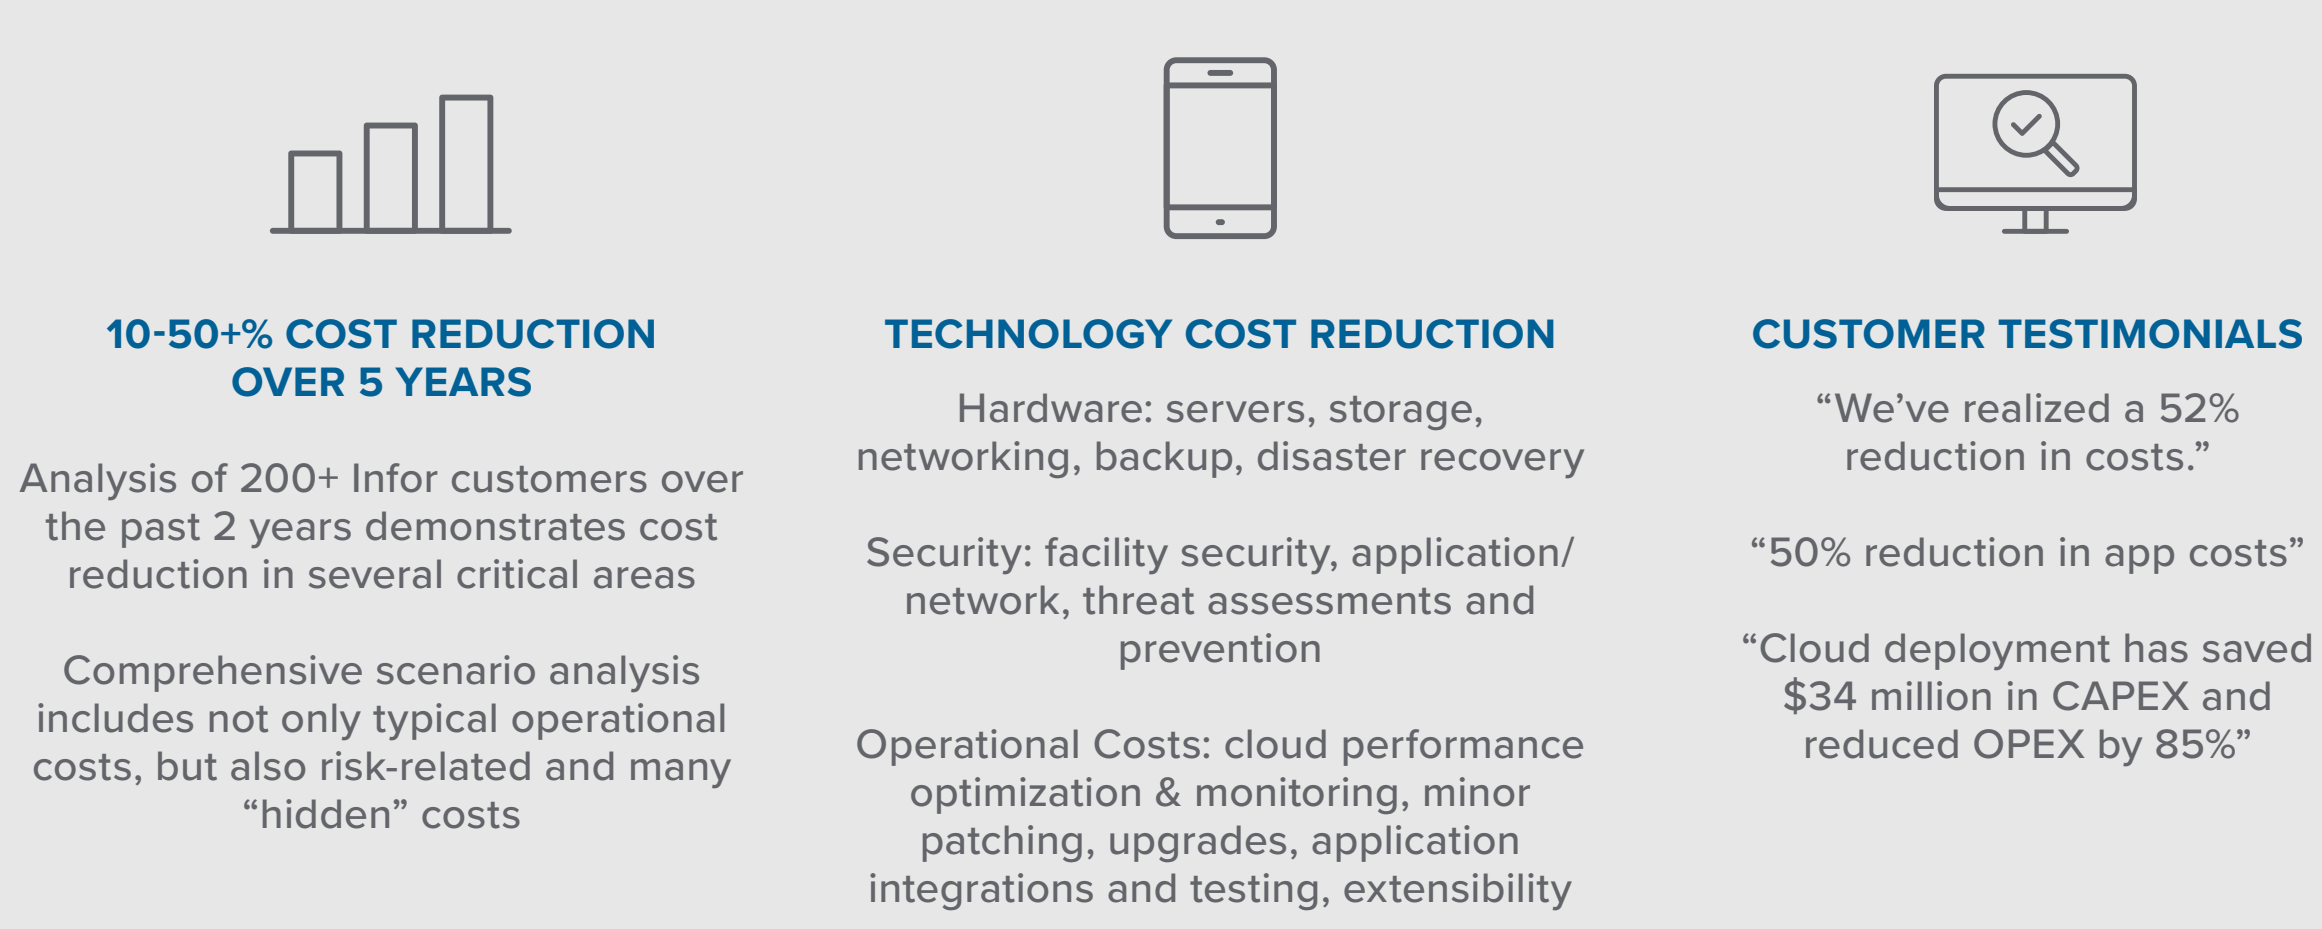 10-50+% COST REDUCTION
OVER 5 YEARS
Analysis of 200+ Infor customers over
the past 2 years demonstrates cost
reduction in several critical areas
Comprehensive scenario analysis
includes not only typical operational
costs, but also risk-related and many
“hidden” costs
TECHNOLOGY COST REDUCTION
Hardware: servers, storage,
networking, backup, disaster recovery
Security: facility security, application/
network, threat assessments and
prevention
Operational Costs: cloud performance
optimization & monitoring, minor
patching, upgrades, application
integrations and testing, extensibility
CUSTOMER TESTIMONIALS
“We’ve realized a 52%
reduction in costs.”
“50% reduction in app costs”
“Cloud deployment has saved
$34 million in CAPEX and
reduced OPEX by 85%”